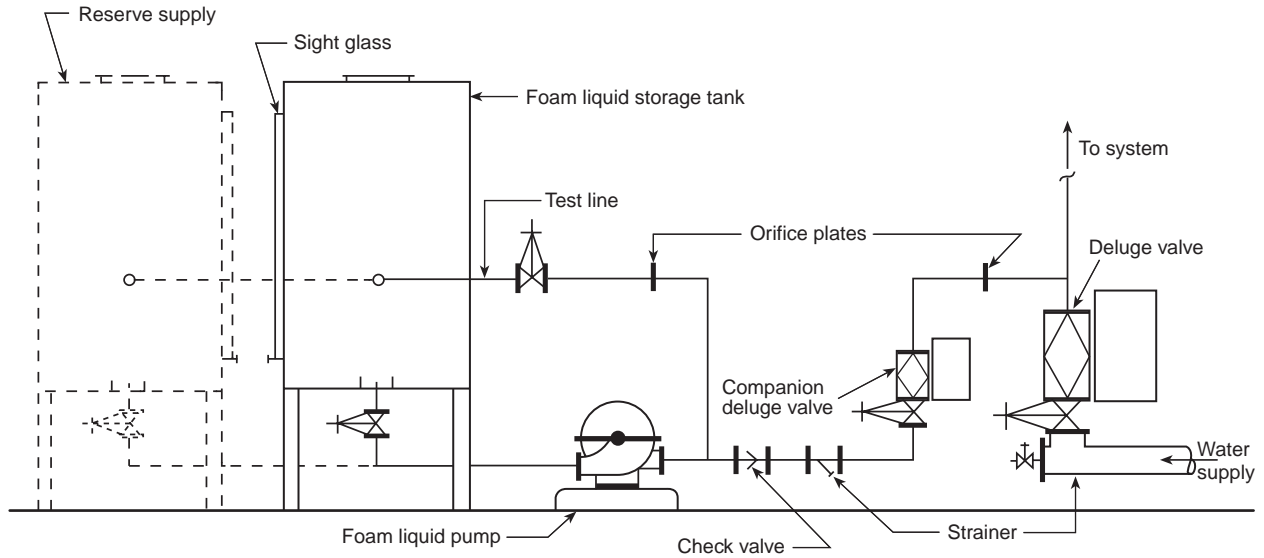 Reserve supply
Sight glass
Foam liquid storage tank
To system
Test line
Orifice plates
Deluge valve
Companion
deluge valve
Water
supply
Foam liquid pump
Check valve
Strainer